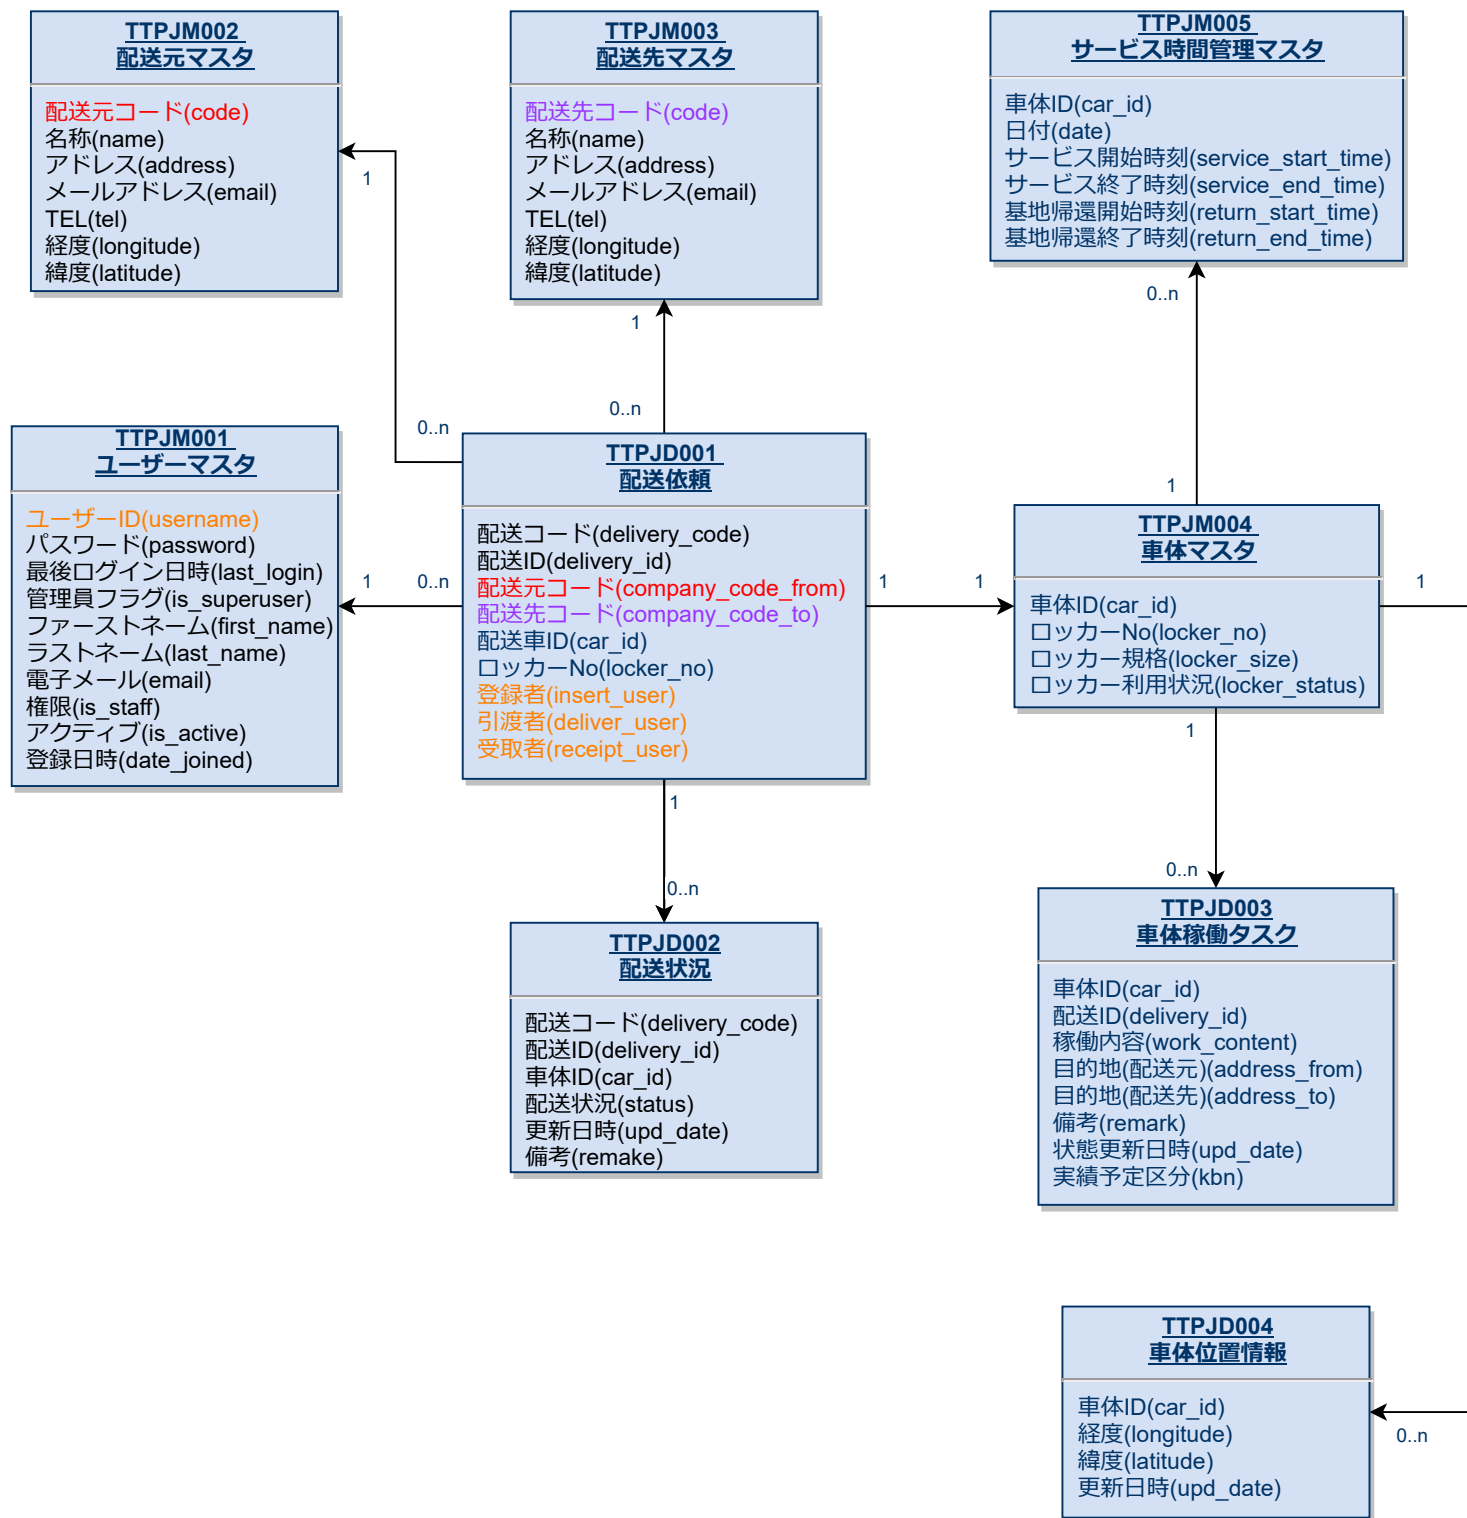 TTPJM002
配送元マスタ
配送元コード(code)
名称(name)
アドレス(address)
メールアドレス(email)
TEL(tel)
経度(longitude)
緯度(latitude)
TTPJM003
配送先マスタ
配送先コード(code)
名称(name)
アドレス(address)
メールアドレス(email)
TEL(tel)
経度(longitude)
緯度(latitude)
TTPJM005
サービス時間管理マスタ
車体ID(car_id)
日付(date)
サービス開始時刻(service_start_time)
サービス終了時刻(service_end_time)
基地帰還開始時刻(return_start_time)
基地帰還終了時刻(return_end_time)
1
1
0..n
0..n
0..n
1
TTPJM001
ユーザーマスタ
ユーザーID(username)
パスワード(password)
最後ログイン日時(last_login)
管理員フラグ(is_superuser)
ファーストネーム(first_name)
ラストネーム(last_name)
電子メール(email)
権限(is_staff)
アクティブ(is_active)
登録日時(date_joined)
1
0..n
TTPJD001
配送依頼
配送コード(delivery_code)
配送ID(delivery_id)
配送元コード(company_code_from)
配送先コード(company_code_to)
配送車ID(car_id)
ロッカーNo(locker_no)
登録者(insert_user)
引渡者(deliver_user)
受取者(receipt_user)
1
1
TTPJM004
車体マスタ
車体ID(car_id)
ロッカーNo(locker_no)
ロッカー規格(locker_size)
ロッカー利用状況(locker_status)
1
1
1
0..n
0..n
TTPJD002
配送状況
配送コード(delivery_code)
配送ID(delivery_id)
車体ID(car_id)
配送状況(status)
更新日時(upd_date)
備考(remake)
TTPJD003
車体稼働タスク
車体ID(car_id)
配送ID(delivery_id)
稼働内容(work_content)
目的地(配送元)(address_from)
目的地(配送先)(address_to)
備考(remark)
状態更新日時(upd_date)
実績予定区分(kbn)
TTPJD004
車体位置情報
車体ID(car_id)
経度(longitude)
緯度(latitude)
更新日時(upd_date)
0..n